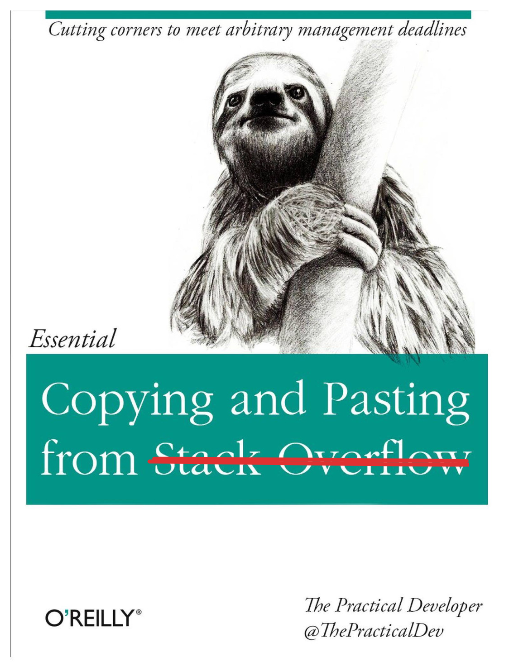 Cutting corners to meet arbitrary management deadlines
Essential
Copying and Pasting
from Stack Overflow
O'REILLY®
The Practical Developer
@ThePracticalDev